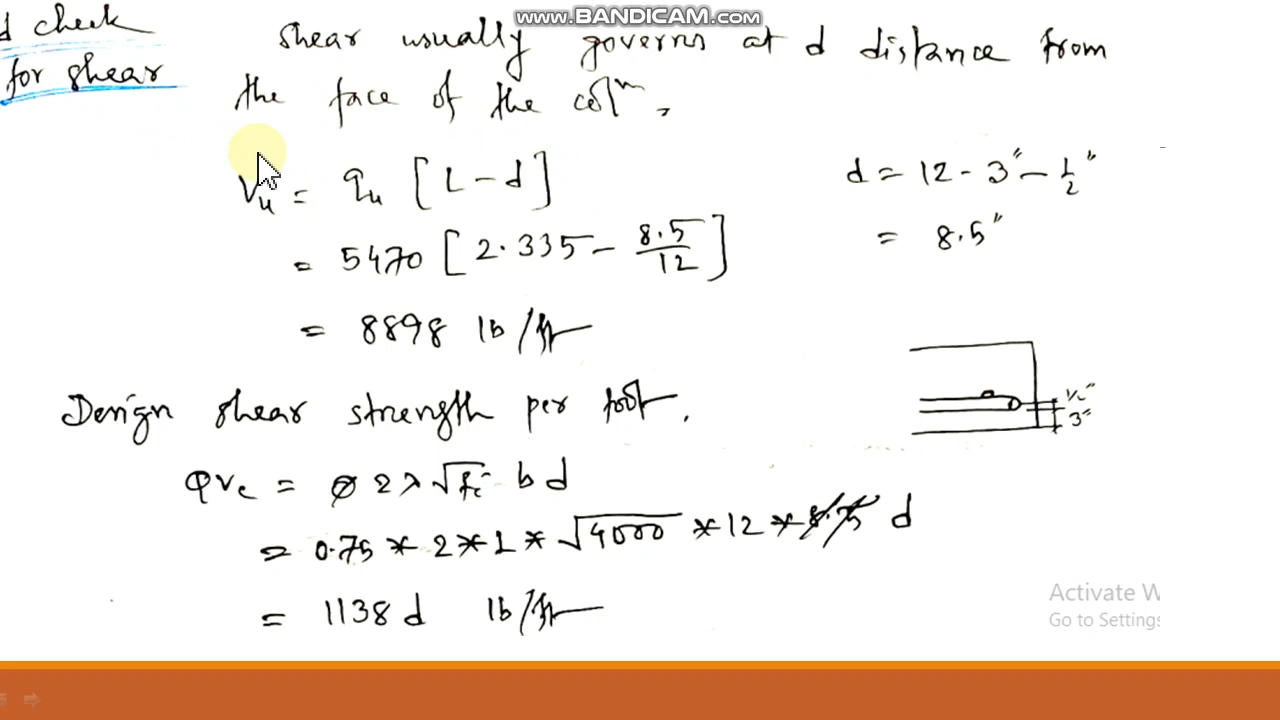 www.BANDICAM.com
d check
for shear
shear usually governs at d distance from
the face of the colm,
Vu = qu [L - d]
= 5470 [2.335 - 8.5/12]
= 8898 lb/ft
d = 12 - 3" - 1/2"
= 8.5"
1/2"
3"
Design shear strength per foot,
φVc = φ 2 λ √fc' b d
= 0.75 * 2 * 1 * √4000 * 12 * d
= 1138 d lb/ft
Activate W
Go to Settings